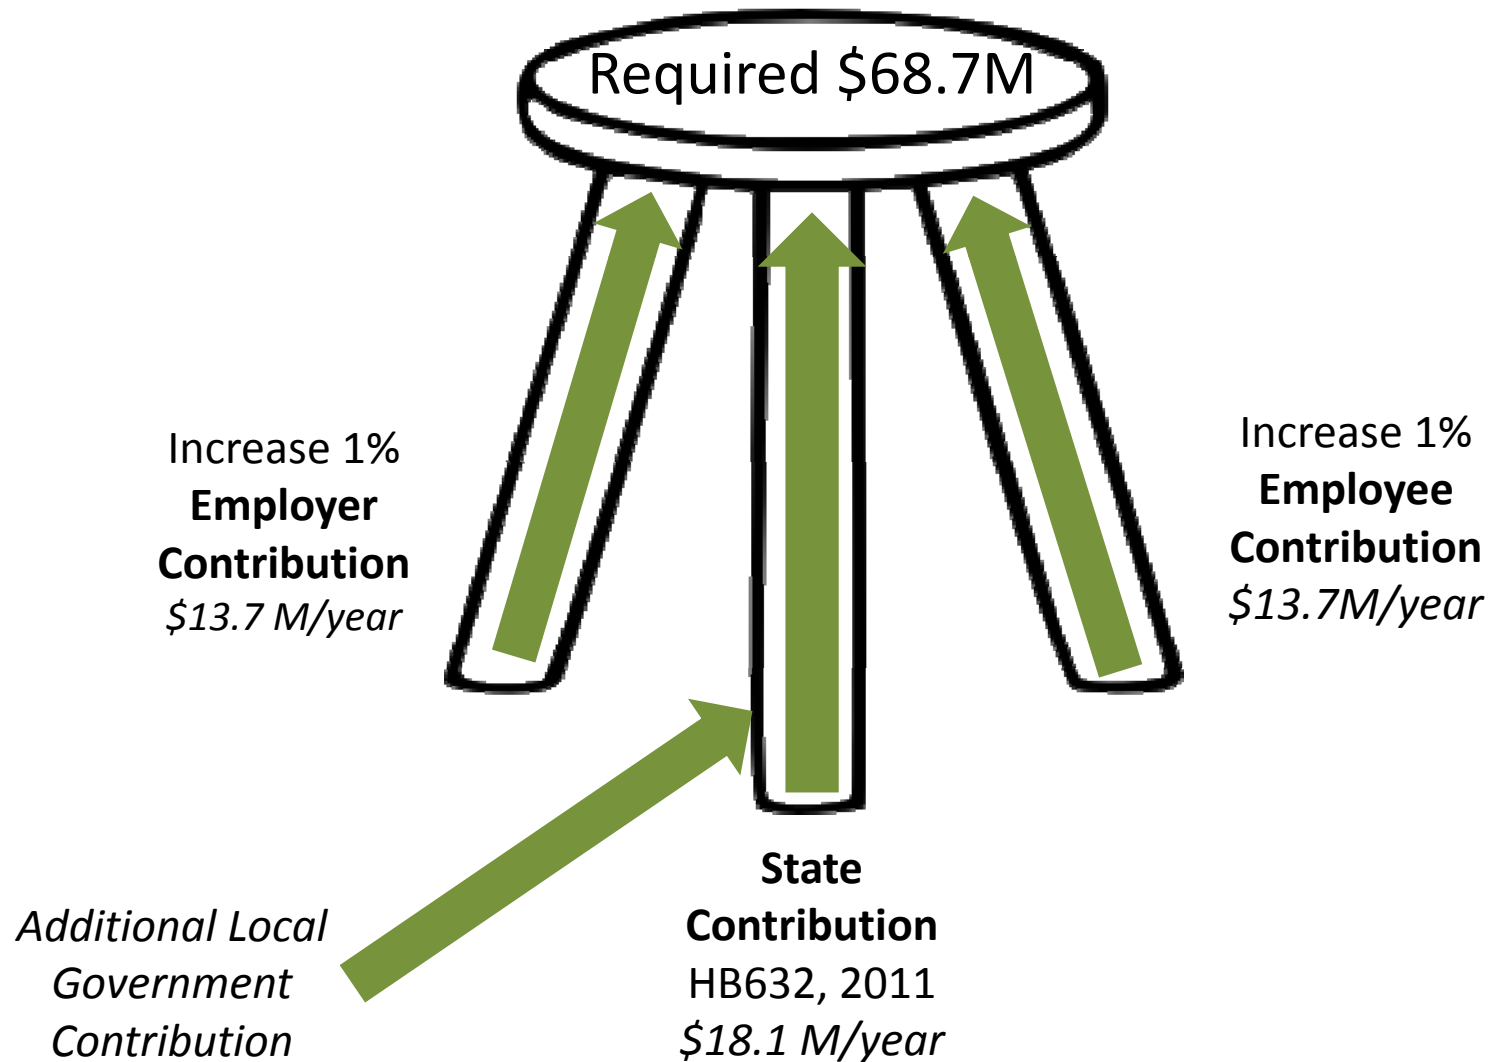 Required $68.7M
Increase 1%
Employer
Contribution
$13.7 M/year
Increase 1%
Employee
Contribution
$13.7M/year
Additional Local
Government
Contribution
State
Contribution
HB632, 2011
$18.1 M/year